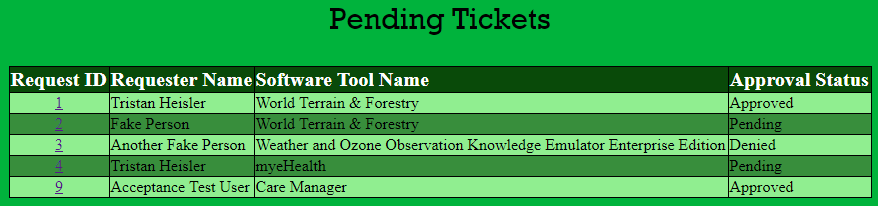 Pending Tickets
Request ID Requester Name Software Tool Name Approval Status
1 Tristan Heisler World Terrain & Forestry Approved
2 Fake Person World Terrain & Forestry Pending
3 Another Fake Person Weather and Ozone Observation Knowledge Emulator Enterprise Edition Denied
4 Tristan Heisler myeHealth Pending
9 Acceptance Test User Care Manager Approved